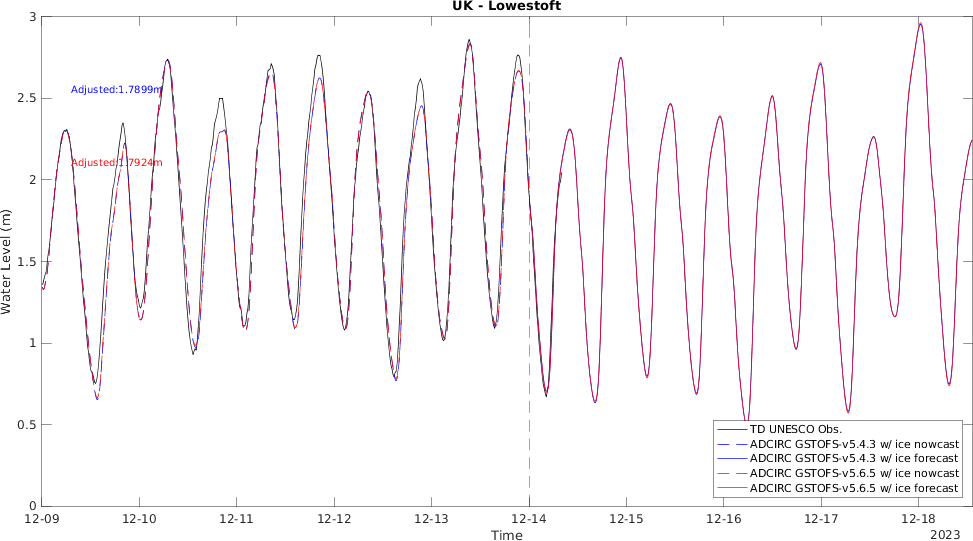 UK - Lowestoft
Water Level (m)
3
2.5
2
1.5
1
0.5
0
Adjusted:1.7899m
Adjusted:1.7924m
TD UNESCO Obs.
ADCIRC GSTOFS-v5.4.3 w/ ice nowcast
ADCIRC GSTOFS-v5.4.3 w/ ice forecast
ADCIRC GSTOFS-v5.6.5 w/ ice nowcast
ADCIRC GSTOFS-v5.6.5 w/ ice forecast
12-09 12-10 12-11 12-12 12-13 12-14 12-15 12-16 12-17 12-18
Time
2023